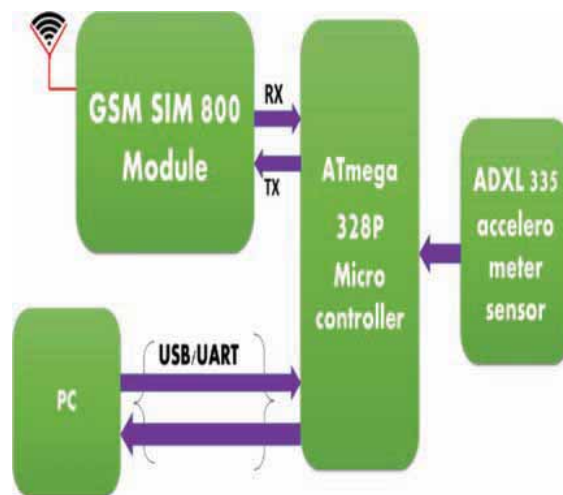 GSM SIM 800
Module
RX
TX
ATmega
328P
Micro
controller
ADXL 335
accelero
meter
sensor
USB/UART
PC